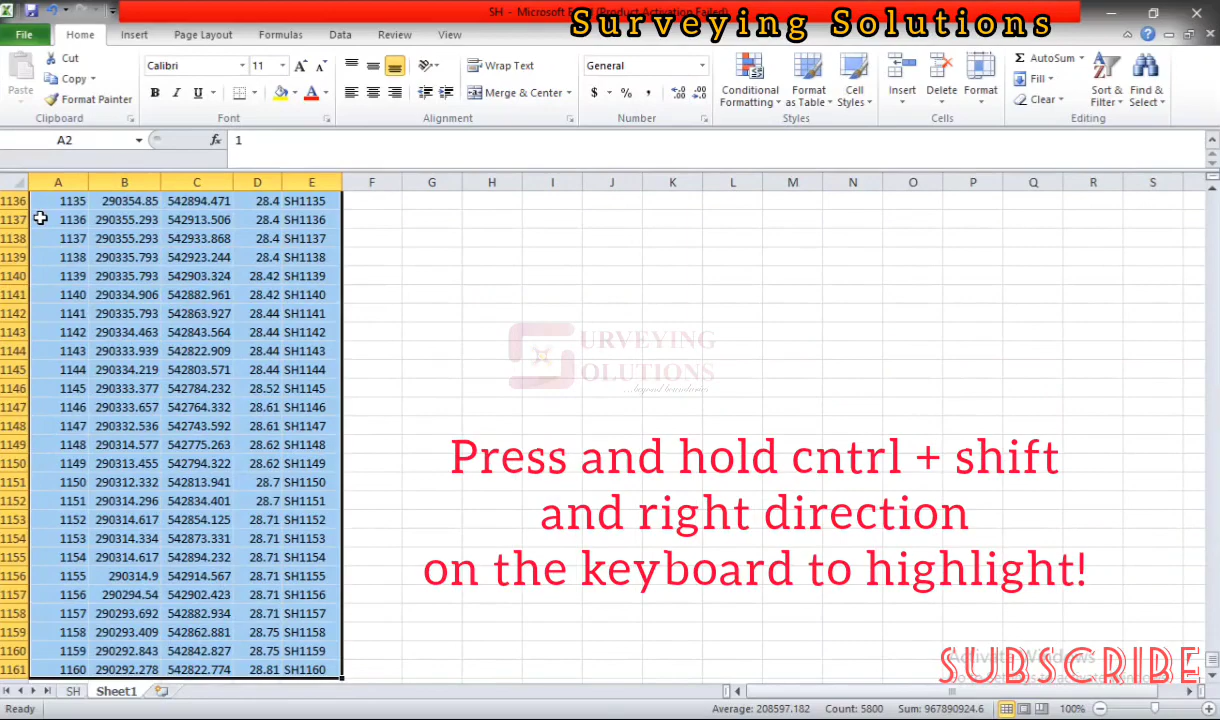 SH - Microsoft Excel (Product Activation Failed)
Surveying Solutions
File Home Insert Page Layout Formulas Data Review View
Paste
Cut
Copy
Format Painter
Clipboard
Calibri 11
B I U
Font
Wrap Text
Merge & Center
Alignment
General
$ % ,
Number
Conditional Formatting
Format as Table
Cell Styles
Styles
Insert
Delete
Format
Cells
AutoSum
Fill
Clear
Sort & Filter
Find & Select
Editing
A2 fx 1
A B C D E F G H I J K L M N O P Q R S
1136 1135 290354.85 542894.471 28.4 SH1135
1137 1136 290355.293 542913.506 28.4 SH1136
1138 1137 290355.293 542933.868 28.4 SH1137
1139 1138 290335.793 542923.244 28.4 SH1138
1140 1139 290335.793 542903.324 28.42 SH1139
1141 1140 290334.906 542882.961 28.42 SH1140
1142 1141 290335.793 542863.927 28.44 SH1141
1143 1142 290334.463 542843.564 28.44 SH1142
1144 1143 290333.939 542822.909 28.44 SH1143
1145 1144 290334.219 542803.571 28.44 SH1144
1146 1145 290333.377 542784.232 28.52 SH1145
1147 1146 290333.657 542764.332 28.61 SH1146
1148 1147 290332.536 542743.592 28.61 SH1147
1149 1148 290314.577 542775.263 28.62 SH1148
1150 1149 290313.455 542794.322 28.62 SH1149
1151 1150 290312.332 542813.941 28.7 SH1150
1152 1151 290314.296 542834.401 28.7 SH1151
1153 1152 290314.617 542854.125 28.71 SH1152
1154 1153 290314.334 542873.331 28.71 SH1153
1155 1154 290314.617 542894.232 28.71 SH1154
1156 1155 290314.9 542914.567 28.71 SH1155
1157 1156 290294.54 542902.423 28.71 SH1156
1158 1157 290293.692 542882.934 28.71 SH1157
1159 1158 290293.409 542862.881 28.75 SH1158
1160 1159 290292.843 542842.827 28.75 SH1159
1161 1160 290292.278 542822.774 28.81 SH1160
SURVEYING
SOLUTIONS
...beyond boundaries
Press and hold cntrl + shift
and right direction
on the keyboard to highlight!
Activate Windows
SUBSCRIBE
SH Sheet1
Ready Average: 208597.182 Count: 5800 Sum: 967890924.6 100%